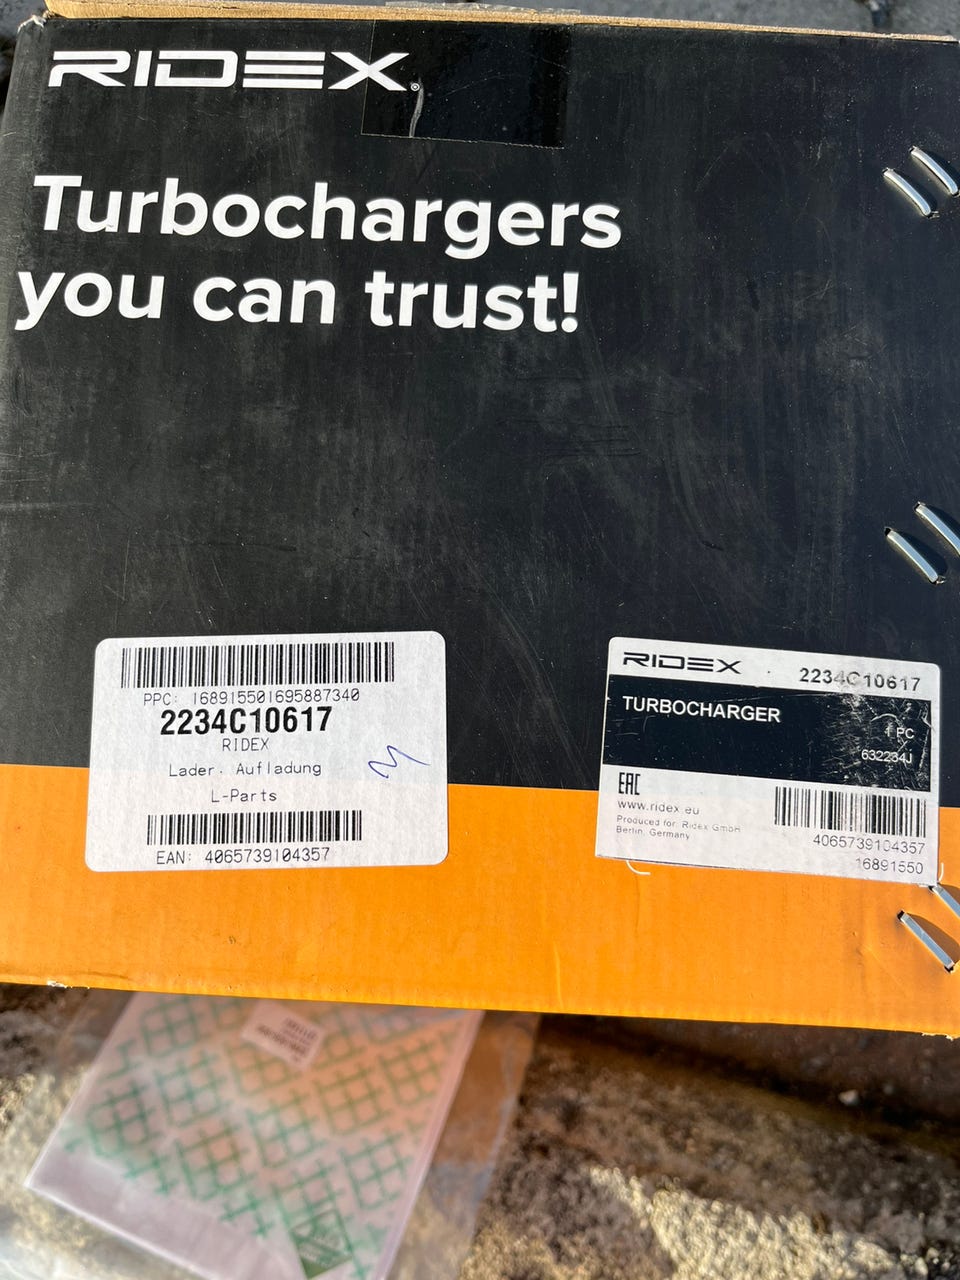 RIDEX®
Turbochargers
you can trust!
PPC: 168915501695887340
2234C10617
RIDEX
Lader, Aufladung
L-Parts
EAN: 4065739104357
RIDEX 2234C10617
TURBOCHARGER
1 PC
632234J
EAC
www.ridex.eu
Produced for: Ridex GmbH
Berlin, Germany
4065739104357
16891550